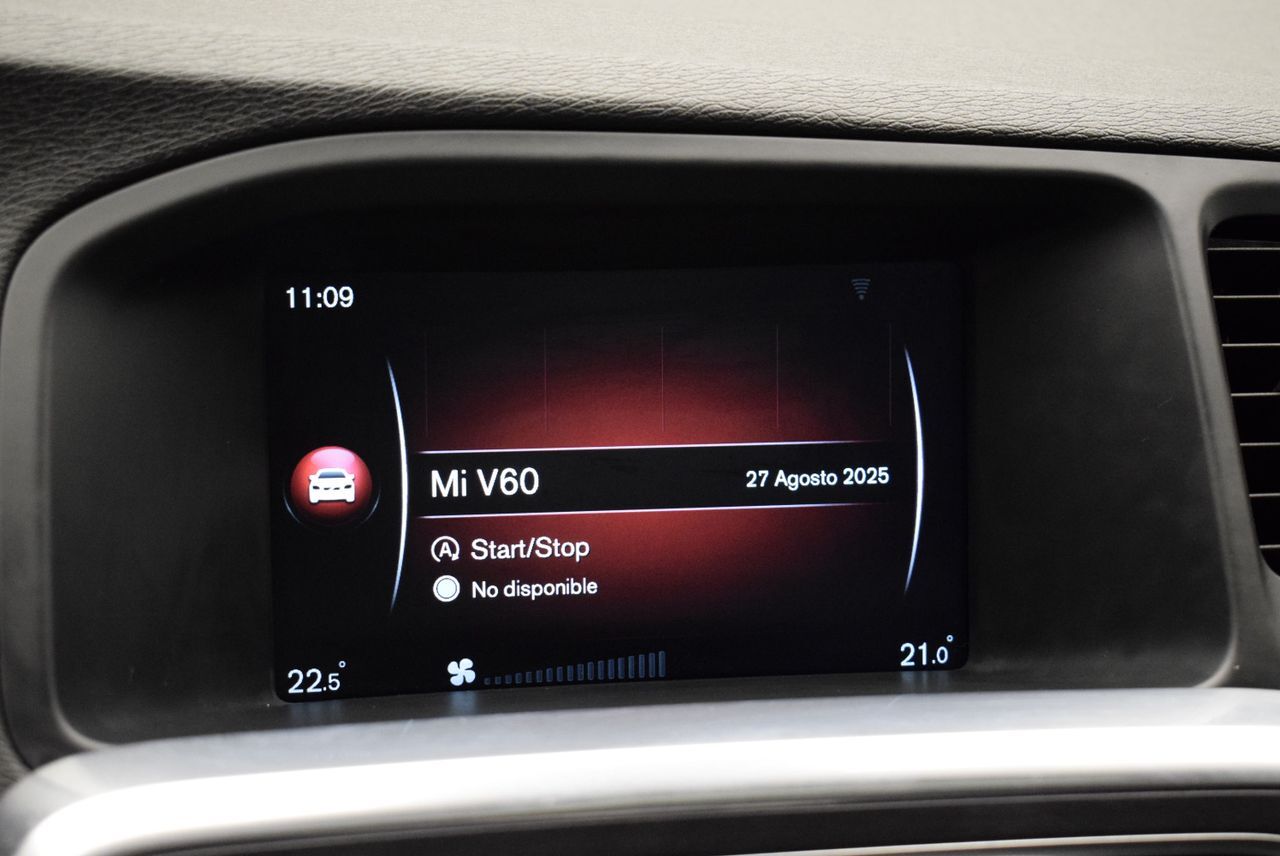 11:09
Mi V60
27 Agosto 2025
A Start/Stop
No disponible
22.5°
21.0°